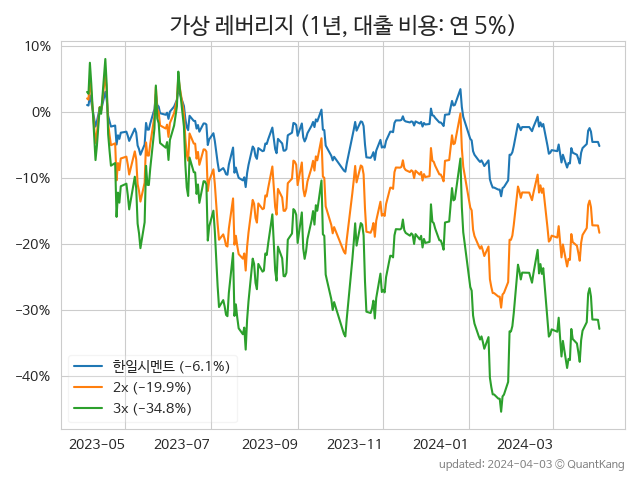 가상 레버리지 (1년, 대출 비용: 연 5%)
10%
0%
−10%
−20%
−30%
−40%
한일시멘트 (−6.1%)
2x (−19.9%)
3x (−34.8%)
2023−05
2023−07
2023−09
2023−11
2024−01
2024−03
updated: 2024-04-03 © QuantKang